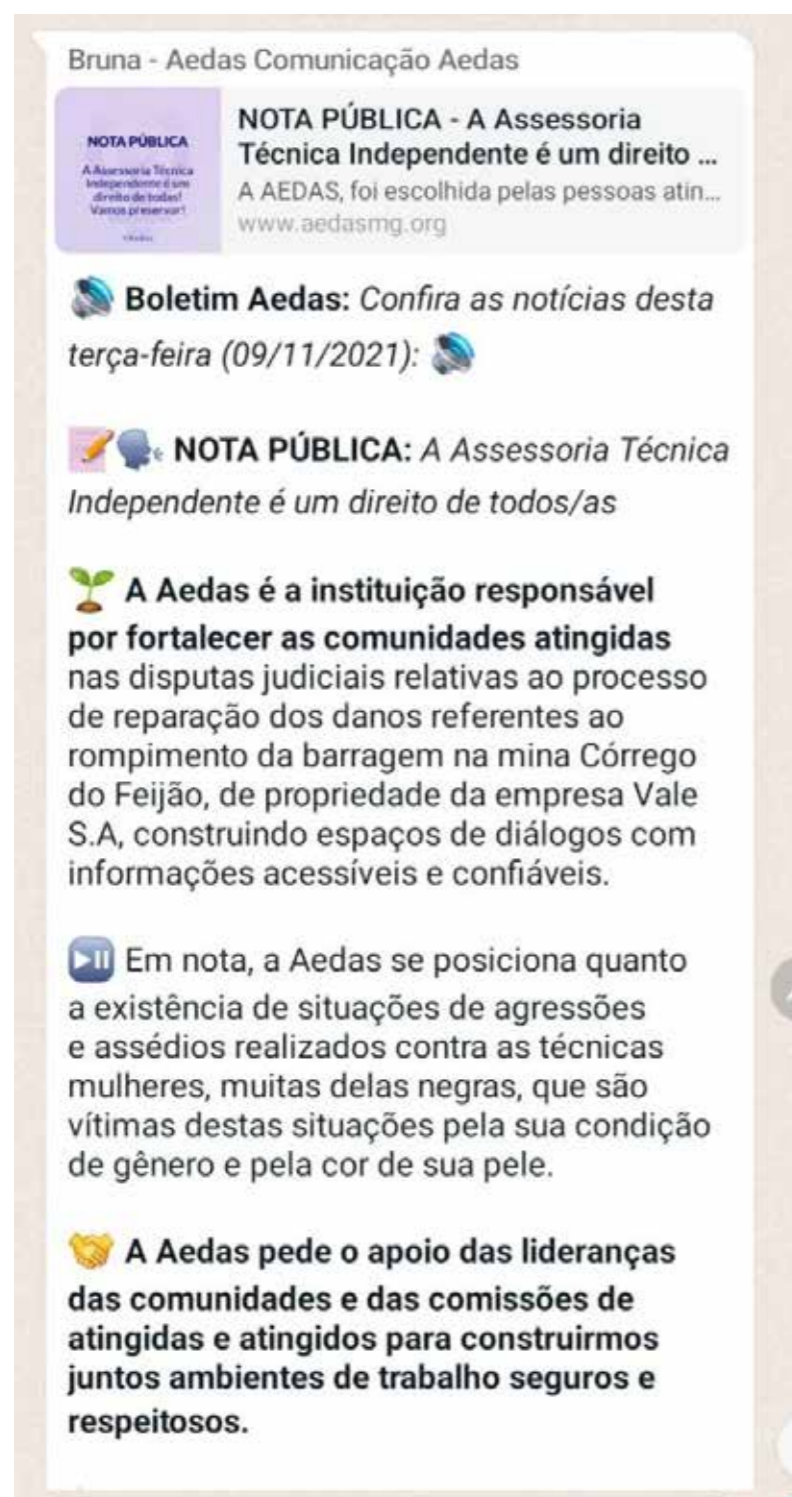 Bruna - Aedas Comunicação Aedas
NOTA PÚBLICA
A Assessoria Técnica
Independente é um
direito de todas!
Vamos preservar!
NOTA PÚBLICA - A Assessoria
Técnica Independente é um direito ...
A AEDAS, foi escolhida pelas pessoas atin...
www.aedasmg.org
Boletim Aedas: Confira as notícias desta
terça-feira (09/11/2021):
NOTA PÚBLICA: A Assessoria Técnica
Independente é um direito de todos/as
A Aedas é a instituição responsável
por fortalecer as comunidades atingidas
nas disputas judiciais relativas ao processo
de reparação dos danos referentes ao
rompimento da barragem na mina Córrego
do Feijão, de propriedade da empresa Vale
S.A, construindo espaços de diálogos com
informações acessíveis e confiáveis.
Em nota, a Aedas se posiciona quanto
a existência de situações de agressões
e assédios realizados contra as técnicas
mulheres, muitas delas negras, que são
vítimas destas situações pela sua condição
de gênero e pela cor de sua pele.
A Aedas pede o apoio das lideranças
das comunidades e das comissões de
atingidas e atingidos para construirmos
juntos ambientes de trabalho seguros e
respeitosos.